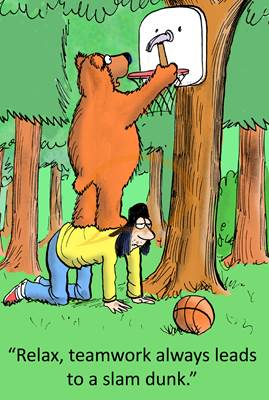 “Relax, teamwork always leads
to a slam dunk.”